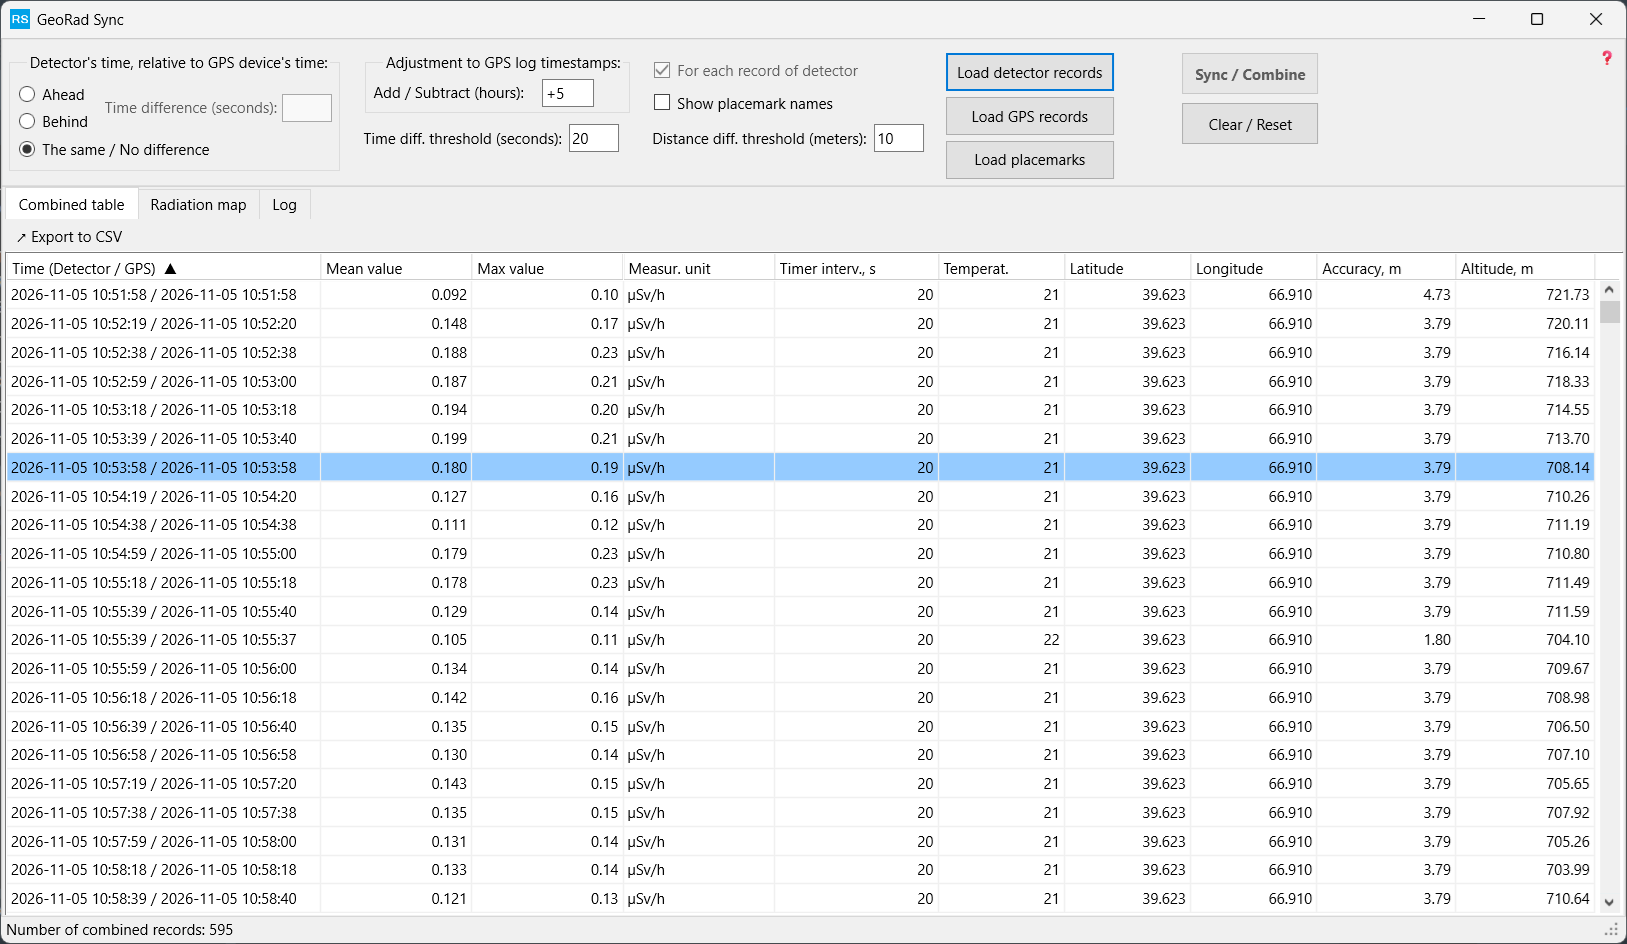 RS GeoRad Sync
Detector's time, relative to GPS device's time:
Ahead
Behind
The same / No difference
Time difference (seconds):
Adjustment to GPS log timestamps:
Add / Subtract (hours): +5
Time diff. threshold (seconds): 20
For each record of detector
Show placemark names
Distance diff. threshold (meters): 10
Load detector records
Load GPS records
Load placemarks
Sync / Combine
Clear / Reset
?
Combined table Radiation map Log
↗ Export to CSV
Time (Detector / GPS) ▲ Mean value Max value Measur. unit Timer interv., s Temperat. Latitude Longitude Accuracy, m Altitude, m
2026-11-05 10:51:58 / 2026-11-05 10:51:58 0.092 0.10 µSv/h 20 21 39.623 66.910 4.73 721.73
2026-11-05 10:52:19 / 2026-11-05 10:52:20 0.148 0.17 µSv/h 20 21 39.623 66.910 3.79 720.11
2026-11-05 10:52:38 / 2026-11-05 10:52:38 0.188 0.23 µSv/h 20 21 39.623 66.910 3.79 716.14
2026-11-05 10:52:59 / 2026-11-05 10:53:00 0.187 0.21 µSv/h 20 21 39.623 66.910 3.79 718.33
2026-11-05 10:53:18 / 2026-11-05 10:53:18 0.194 0.20 µSv/h 20 21 39.623 66.910 3.79 714.55
2026-11-05 10:53:39 / 2026-11-05 10:53:40 0.199 0.21 µSv/h 20 21 39.623 66.910 3.79 713.70
2026-11-05 10:53:58 / 2026-11-05 10:53:58 0.180 0.19 µSv/h 20 21 39.623 66.910 3.79 708.14
2026-11-05 10:54:19 / 2026-11-05 10:54:20 0.127 0.16 µSv/h 20 21 39.623 66.910 3.79 710.26
2026-11-05 10:54:38 / 2026-11-05 10:54:38 0.111 0.12 µSv/h 20 21 39.623 66.910 3.79 711.19
2026-11-05 10:54:59 / 2026-11-05 10:55:00 0.179 0.23 µSv/h 20 21 39.623 66.910 3.79 710.80
2026-11-05 10:55:18 / 2026-11-05 10:55:18 0.178 0.23 µSv/h 20 21 39.623 66.910 3.79 711.49
2026-11-05 10:55:39 / 2026-11-05 10:55:40 0.129 0.14 µSv/h 20 21 39.623 66.910 3.79 711.59
2026-11-05 10:55:39 / 2026-11-05 10:55:37 0.105 0.11 µSv/h 20 22 39.623 66.910 1.80 704.10
2026-11-05 10:55:59 / 2026-11-05 10:56:00 0.134 0.14 µSv/h 20 21 39.623 66.910 3.79 709.67
2026-11-05 10:56:18 / 2026-11-05 10:56:18 0.142 0.16 µSv/h 20 21 39.623 66.910 3.79 708.98
2026-11-05 10:56:39 / 2026-11-05 10:56:40 0.135 0.15 µSv/h 20 21 39.623 66.910 3.79 706.50
2026-11-05 10:56:58 / 2026-11-05 10:56:58 0.130 0.14 µSv/h 20 21 39.623 66.910 3.79 707.10
2026-11-05 10:57:19 / 2026-11-05 10:57:20 0.143 0.15 µSv/h 20 21 39.623 66.910 3.79 705.65
2026-11-05 10:57:38 / 2026-11-05 10:57:38 0.135 0.15 µSv/h 20 21 39.623 66.910 3.79 707.92
2026-11-05 10:57:59 / 2026-11-05 10:58:00 0.131 0.14 µSv/h 20 21 39.623 66.910 3.79 705.26
2026-11-05 10:58:18 / 2026-11-05 10:58:18 0.133 0.14 µSv/h 20 21 39.623 66.910 3.79 703.99
2026-11-05 10:58:39 / 2026-11-05 10:58:40 0.121 0.13 µSv/h 20 21 39.623 66.910 3.79 710.64
Number of combined records: 595